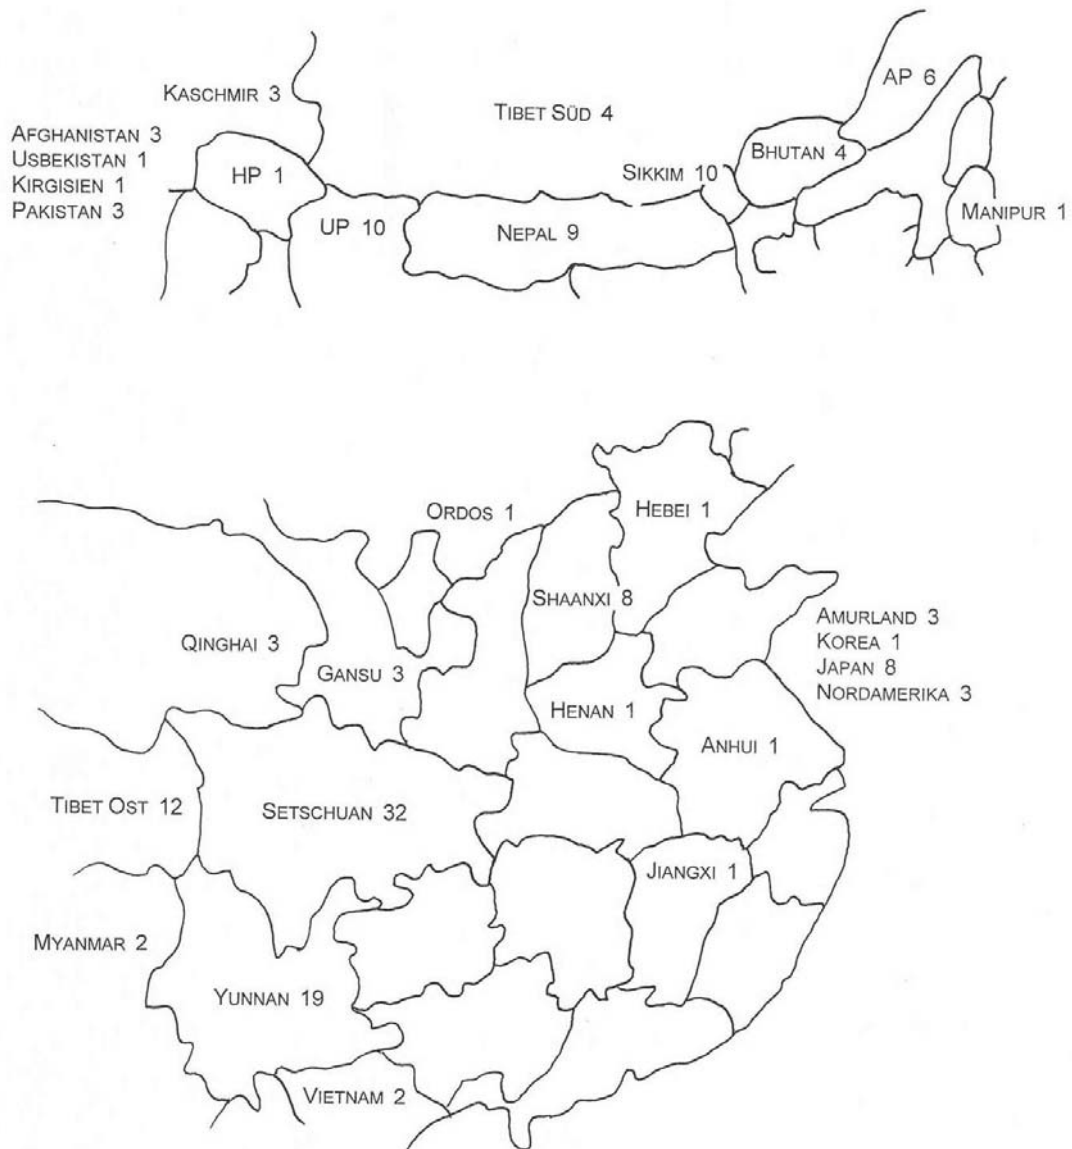 KASCHMIR 3
TIBET SÜD 4
AP 6
AFGHANISTAN 3
USBEKISTAN 1
KIRGISIEN 1
PAKISTAN 3
HP 1
SIKKIM 10
BHUTAN 4
UP 10
NEPAL 9
MANIPUR 1
ORDOS 1
HEBEI 1
SHAANXI 8
QINGHAI 3
GANSU 3
HENAN 1
AMURLAND 3
KOREA 1
JAPAN 8
NORDAMERIKA 3
ANHUI 1
TIBET OST 12
SETSCHUAN 32
JIANGXI 1
MYANMAR 2
YUNNAN 19
VIETNAM 2